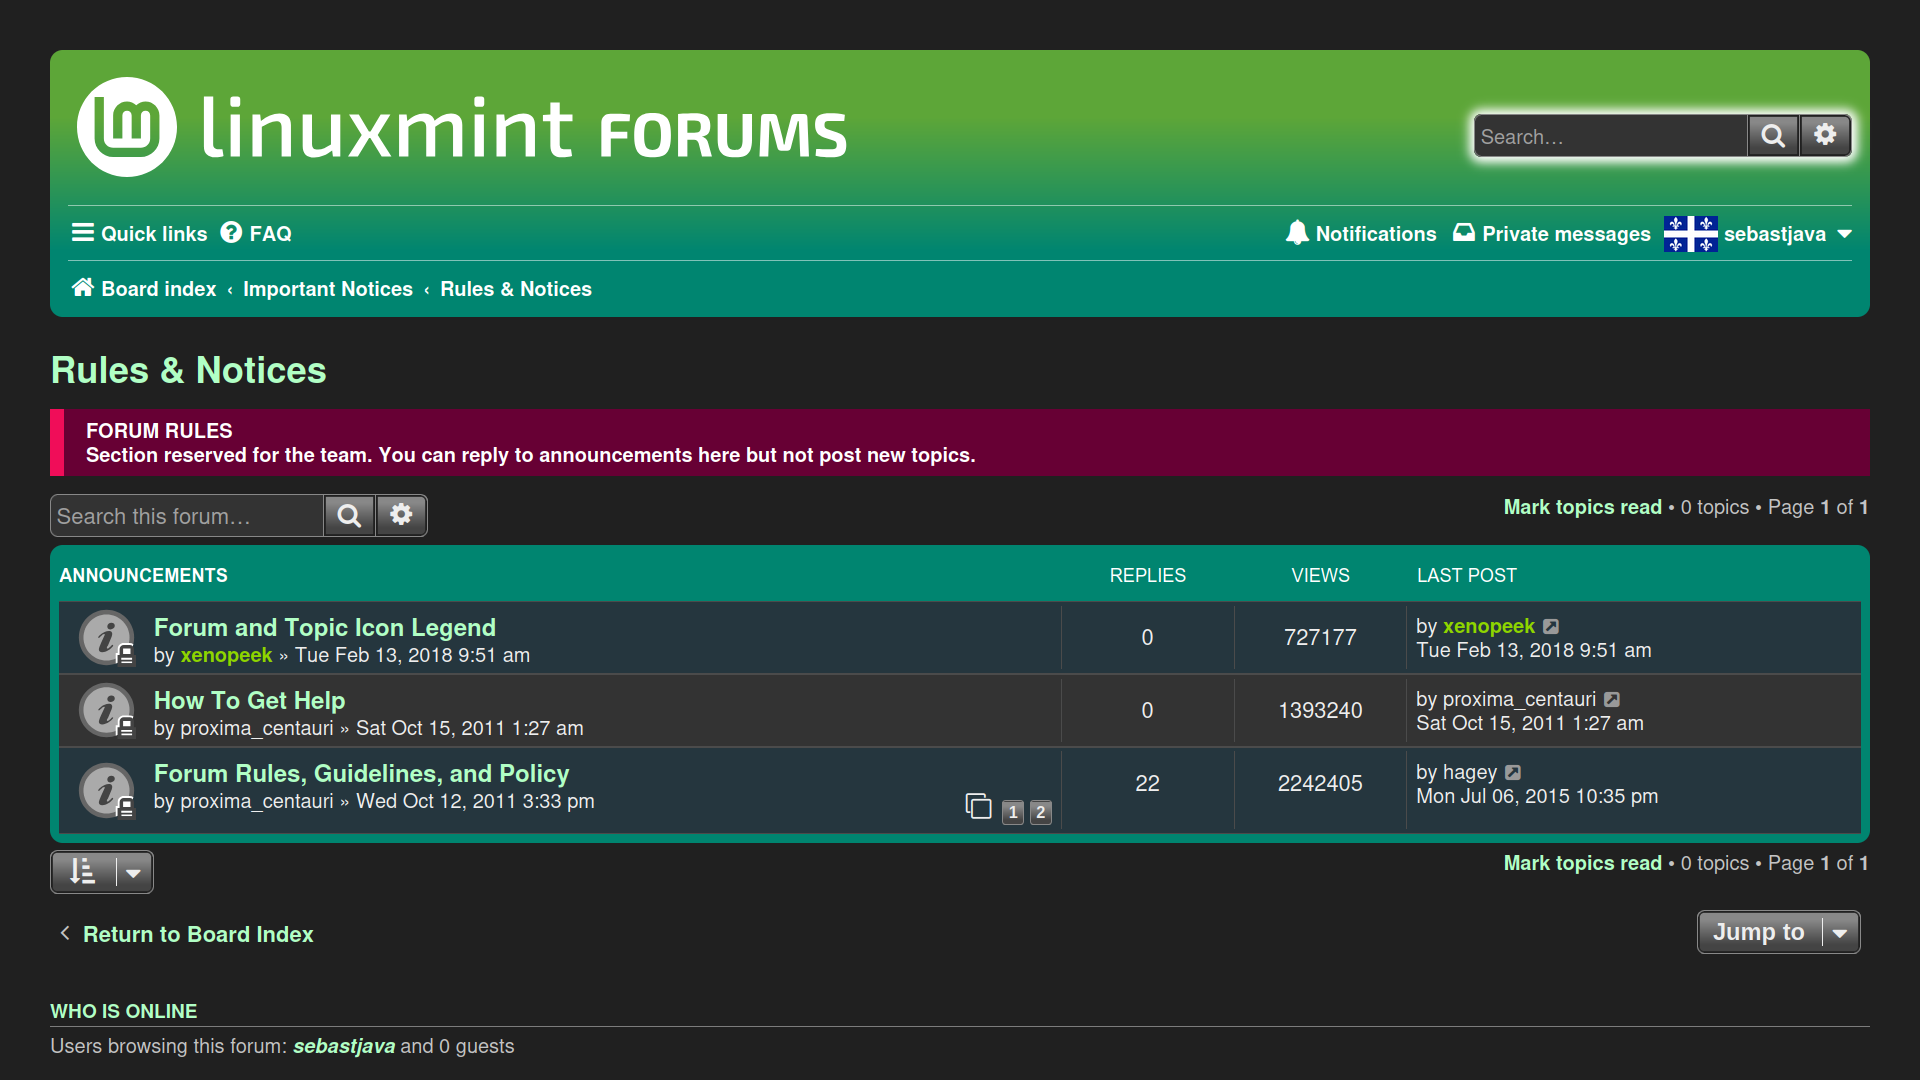 linuxmint FORUMS
Search…
Quick links FAQ
Notifications Private messages sebastjava
Board index ‹ Important Notices ‹ Rules & Notices
Rules & Notices
FORUM RULES
Section reserved for the team. You can reply to announcements here but not post new topics.
Search this forum…
Mark topics read • 0 topics • Page 1 of 1
ANNOUNCEMENTS REPLIES VIEWS LAST POST
Forum and Topic Icon Legend
by xenopeek » Tue Feb 13, 2018 9:51 am
0
727177
by xenopeek
Tue Feb 13, 2018 9:51 am
How To Get Help
by proxima_centauri » Sat Oct 15, 2011 1:27 am
0
1393240
by proxima_centauri
Sat Oct 15, 2011 1:27 am
Forum Rules, Guidelines, and Policy
by proxima_centauri » Wed Oct 12, 2011 3:33 pm
1 2
22
2242405
by hagey
Mon Jul 06, 2015 10:35 pm
Mark topics read • 0 topics • Page 1 of 1
Return to Board Index
Jump to
WHO IS ONLINE
Users browsing this forum: sebastjava and 0 guests